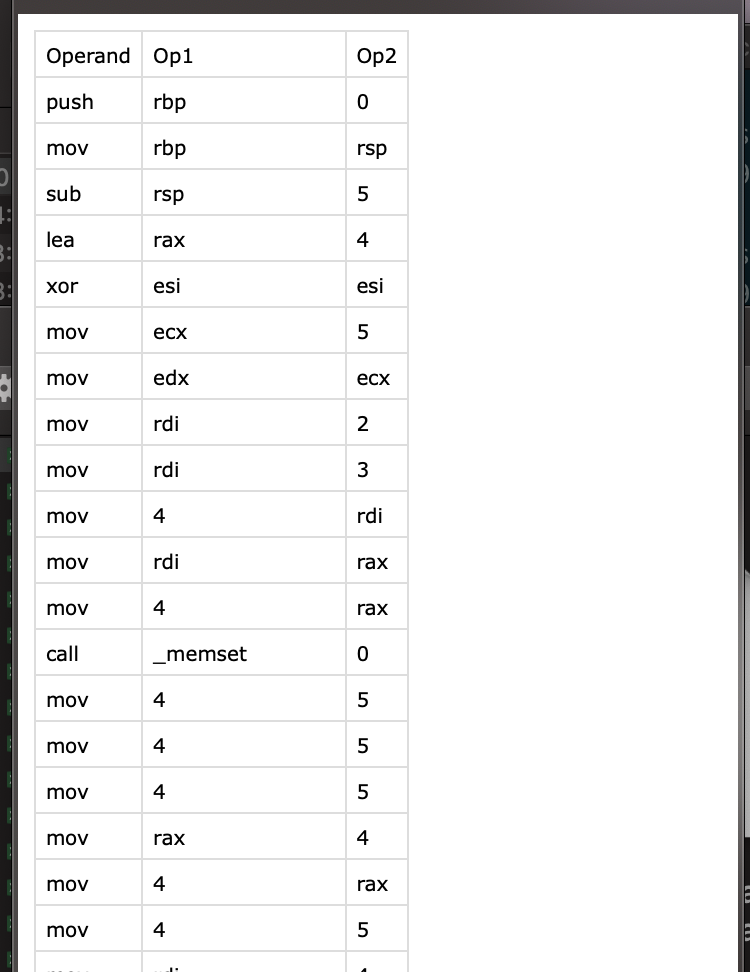 Operand Op1 Op2
push rbp 0
mov rbp rsp
sub rsp 5
lea rax 4
xor esi esi
mov ecx 5
mov edx ecx
mov rdi 2
mov rdi 3
mov 4 rdi
mov rdi rax
mov 4 rax
call _memset 0
mov 4 5
mov 4 5
mov 4 5
mov rax 4
mov 4 rax
mov 4 5